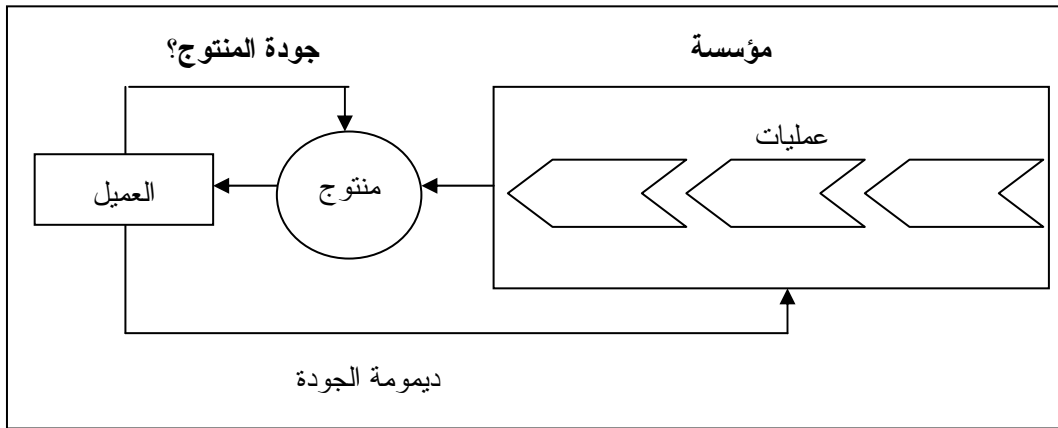 مؤسسة
جودة المنتوج؟
عمليات
منتوج
العميل
ديمومة الجودة